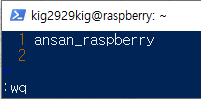 kig2929kig@raspberry: ~
1 ansan_raspberry
2
:wq